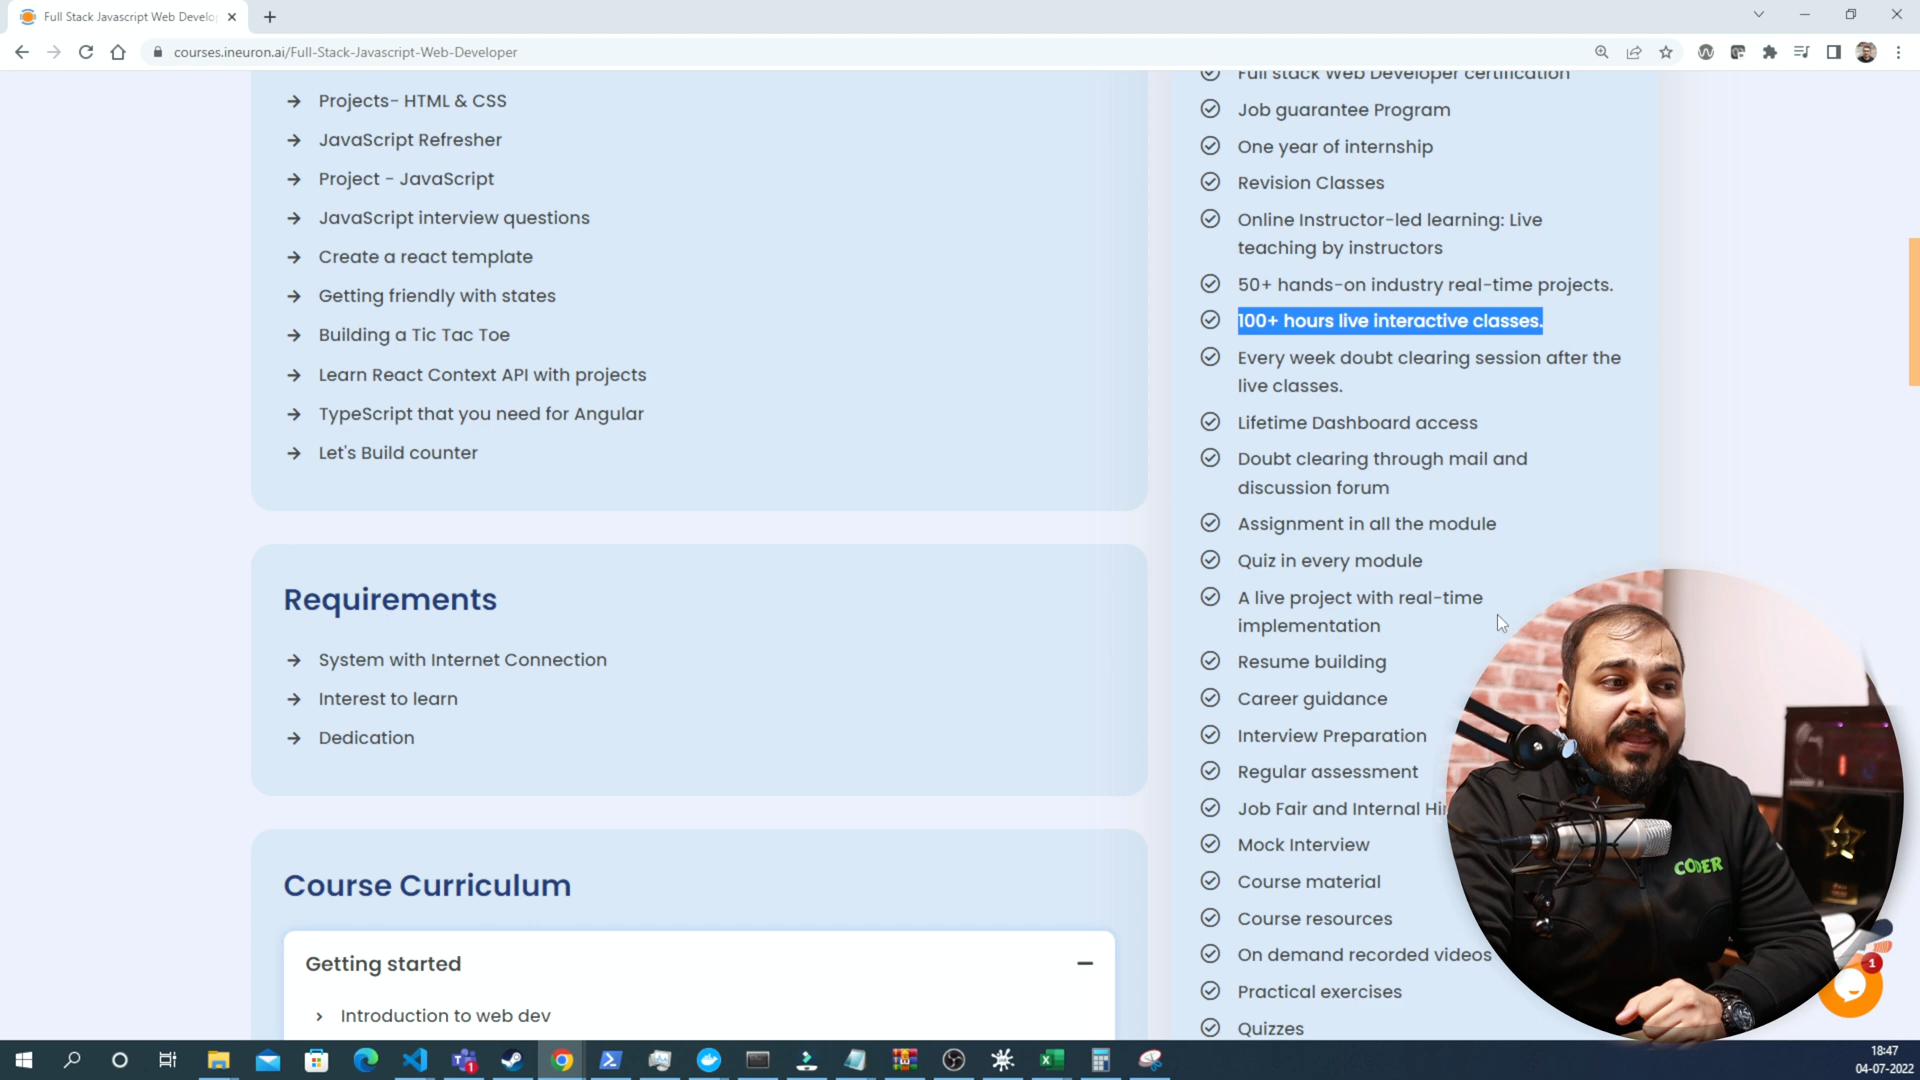 Full Stack Javascript Web Develo
courses.ineuron.ai/Full-Stack-Javascript-Web-Developer
Projects- HTML & CSS
JavaScript Refresher
Project - JavaScript
JavaScript interview questions
Create a react template
Getting friendly with states
Building a Tic Tac Toe
Learn React Context API with projects
TypeScript that you need for Angular
Let's Build counter
Requirements
System with Internet Connection
Interest to learn
Dedication
Course Curriculum
Getting started
Introduction to web dev
Full stack Web Developer certification
Job guarantee Program
One year of internship
Revision Classes
Online Instructor-led learning: Live
teaching by instructors
50+ hands-on industry real-time projects.
100+ hours live interactive classes.
Every week doubt clearing session after the
live classes.
Lifetime Dashboard access
Doubt clearing through mail and
discussion forum
Assignment in all the module
Quiz in every module
A live project with real-time
implementation
Resume building
Career guidance
Interview Preparation
Regular assessment
Job Fair and Internal
Mock Interview
Course material
Course resources
On demand recorded videos
Practical exercises
Quizzes
CODER
1
1
18:47
04-07-2022